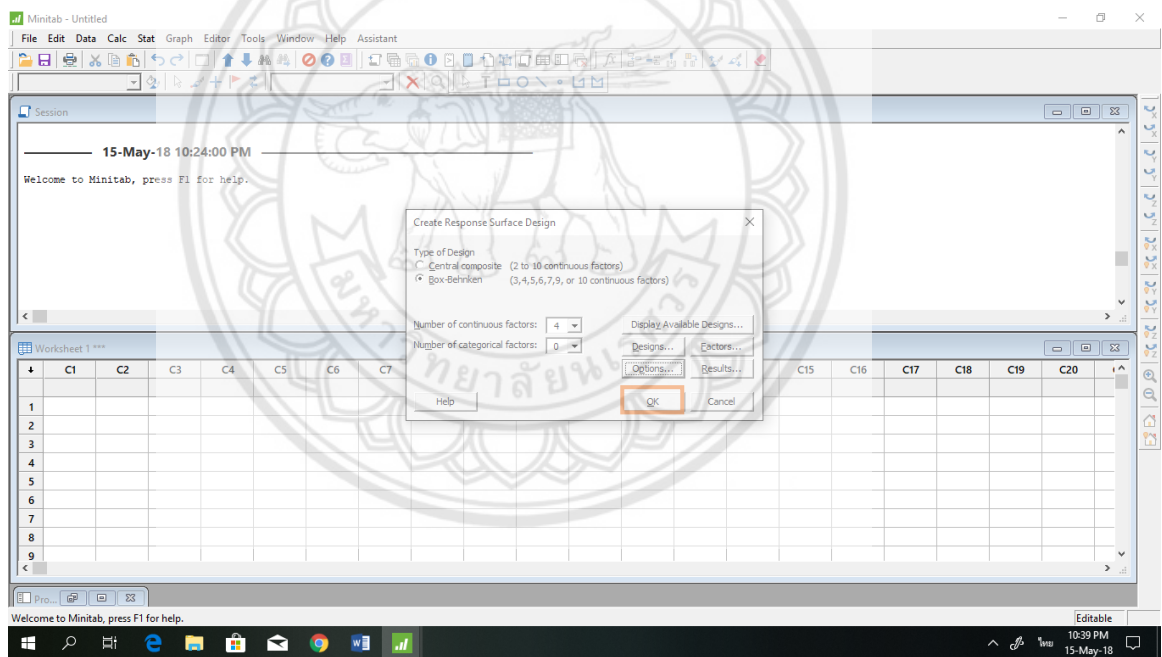 Minitab - Untitled
File Edit Data Calc Stat Graph Editor Tools Window Help Assistant
Session
15-May-18 10:24:00 PM
Welcome to Minitab, press F1 for help.
Create Response Surface Design
Type of Design
Central composite (2 to 10 continuous factors)
Box-Behnken (3,4,5,6,7,9, or 10 continuous factors)
Number of continuous factors: 4
Display Available Designs...
Number of categorical factors: 0
Designs... Factors...
Options... Results...
Help OK Cancel
Worksheet 1 ***
C1 C2 C3 C4 C5 C6 C7 C15 C16 C17 C18 C19 C20
1
2
3
4
5
6
7
8
9
Pro...
Welcome to Minitab, press F1 for help.
Editable
ไทย
10:39 PM
15-May-18